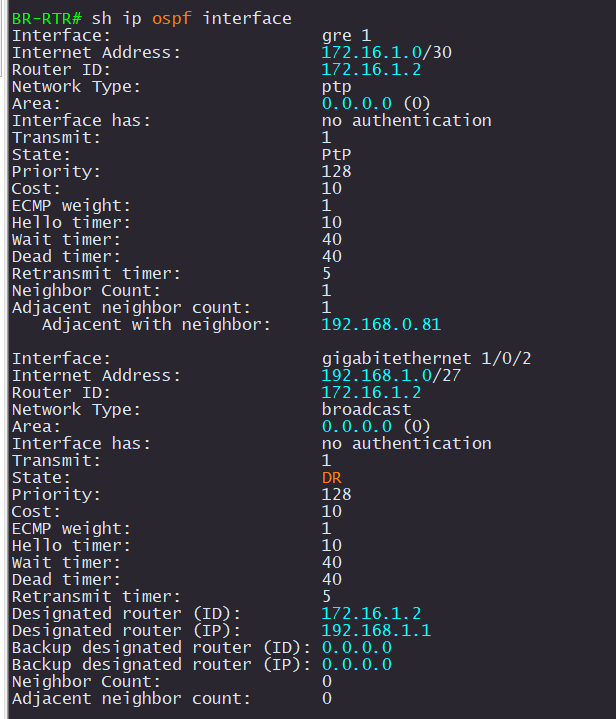 BR-RTR# sh ip ospf interface
Interface: gre 1
Internet Address: 172.16.1.0/30
Router ID: 172.16.1.2
Network Type: ptp
Area: 0.0.0.0 (0)
Interface has: no authentication
Transmit: 1
State: PtP
Priority: 128
Cost: 10
ECMP weight: 1
Hello timer: 10
Wait timer: 40
Dead timer: 40
Retransmit timer: 5
Neighbor Count: 1
Adjacent neighbor count: 1
Adjacent with neighbor: 192.168.0.81
Interface: gigabitethernet 1/0/2
Internet Address: 192.168.1.0/27
Router ID: 172.16.1.2
Network Type: broadcast
Area: 0.0.0.0 (0)
Interface has: no authentication
Transmit: 1
State: DR
Priority: 128
Cost: 10
ECMP weight: 1
Hello timer: 10
Wait timer: 40
Dead timer: 40
Retransmit timer: 5
Designated router (ID): 172.16.1.2
Designated router (IP): 192.168.1.1
Backup designated router (ID): 0.0.0.0
Backup designated router (IP): 0.0.0.0
Neighbor Count: 0
Adjacent neighbor count: 0